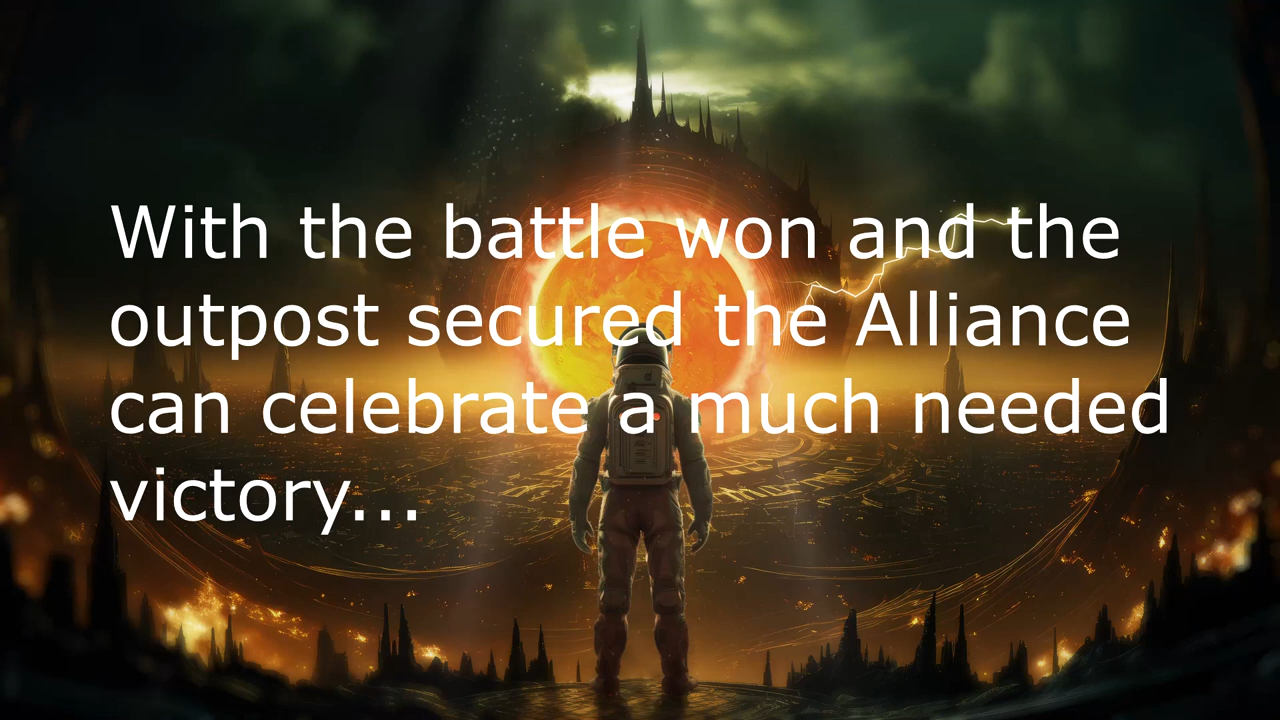 With the battle won and the
outpost secured the Alliance
can celebrate a much needed
victory...